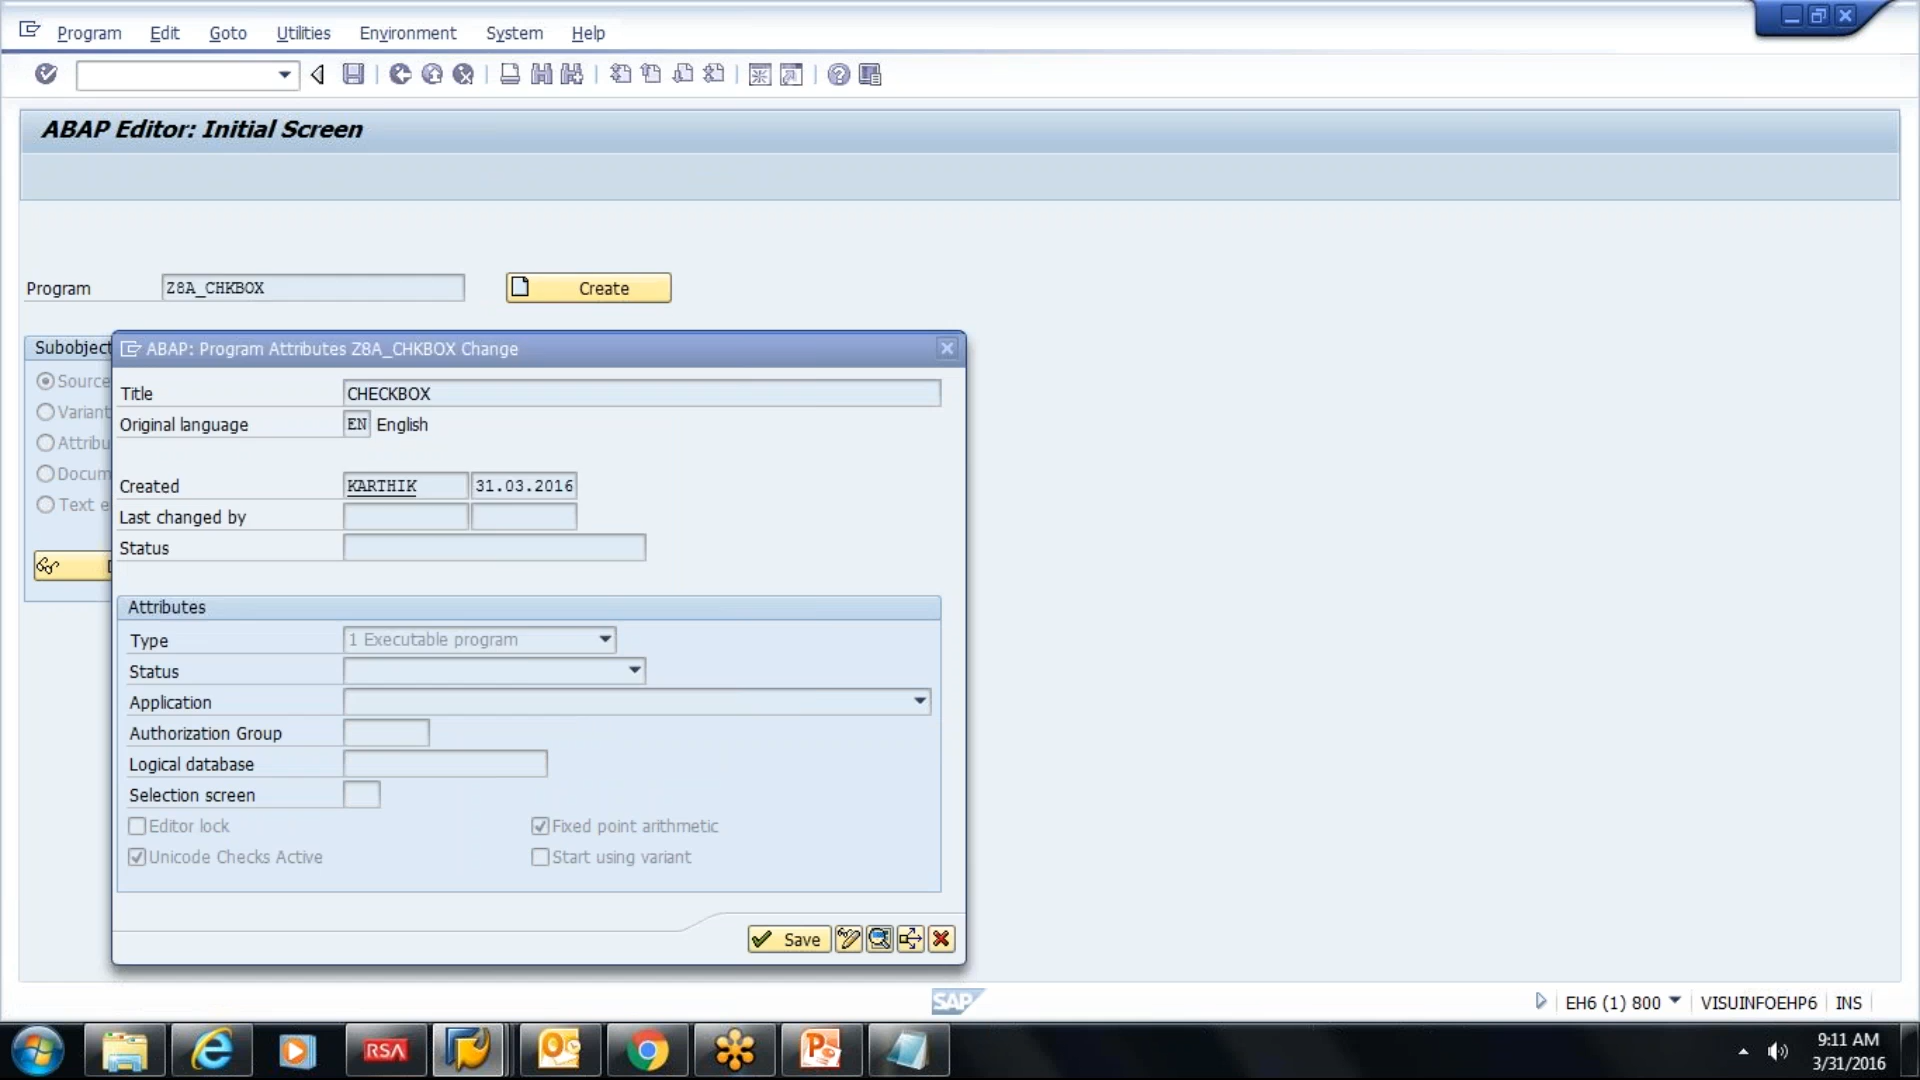 Program Edit Goto Utilities Environment System Help
ABAP Editor: Initial Screen
Program Z8A_CHKBOX Create
Subobject
Source
Variant
Attribu
Docum
Text e
ABAP: Program Attributes Z8A_CHKBOX Change
Title CHECKBOX
Original language EN English
Created KARTHIK 31.03.2016
Last changed by
Status
Attributes
Type 1 Executable program
Status
Application
Authorization Group
Logical database
Selection screen
Editor lock Fixed point arithmetic
Unicode Checks Active Start using variant
Save
SAP EH6 (1) 800 VISUINFOEHP6 INS
RSA
9:11 AM
3/31/2016